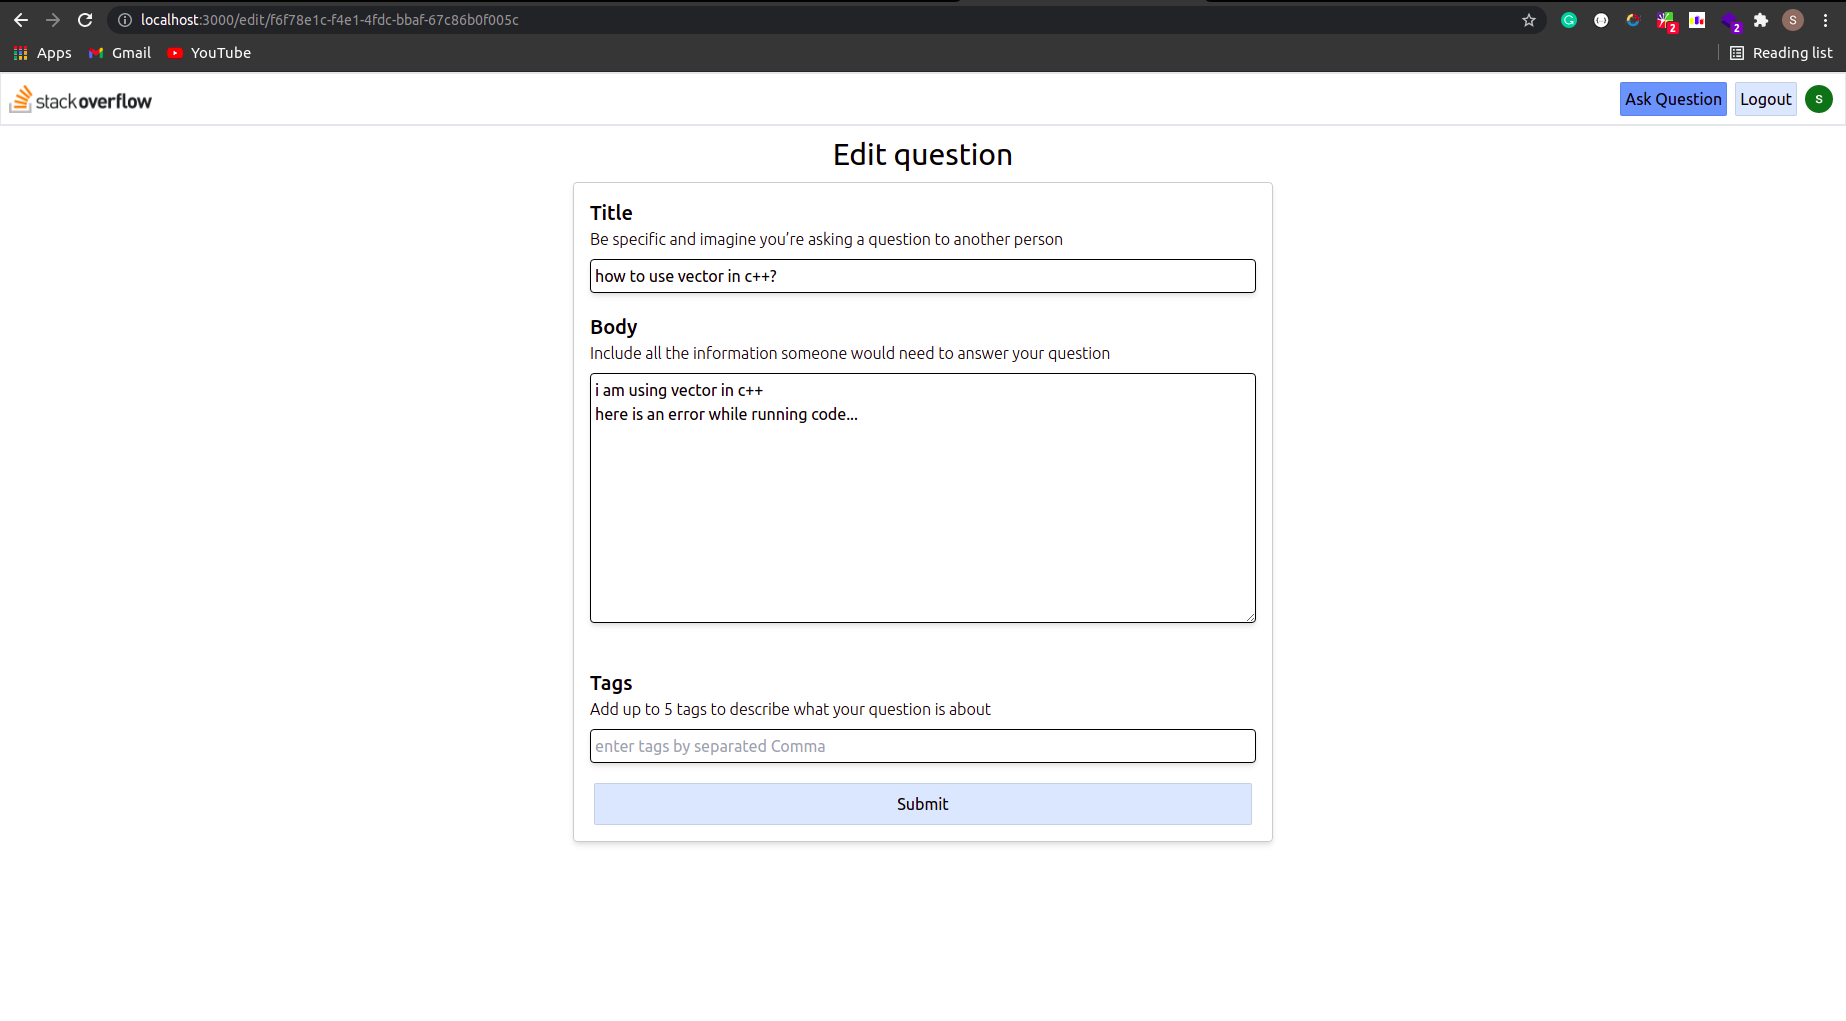 localhost:3000/edit/f6f78e1c-f4e1-4fdc-bbaf-67c86b0f005c
2
2
S
Apps
Gmail
YouTube
Reading list
stackoverflow
Ask Question
Logout
S
Edit question
Title
Be specific and imagine you’re asking a question to another person
how to use vector in c++?
Body
Include all the information someone would need to answer your question
i am using vector in c++
here is an error while running code...
Tags
Add up to 5 tags to describe what your question is about
enter tags by separated Comma
Submit